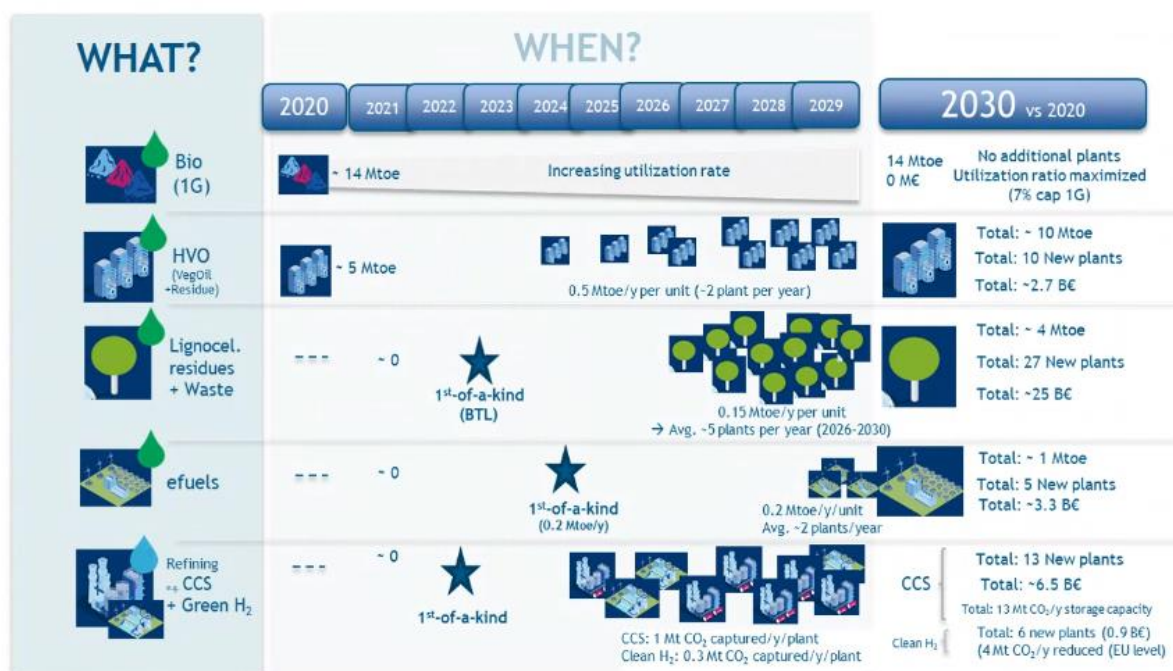 WHAT?
WHEN?
2020
2021
2022
2023
2024
2025
2026
2027
2028
2029
2030 vs 2020
Bio
(1G)
~ 14 Mtoe
Increasing utilization rate
14 Mtoe
0 M€
No additional plants
Utilization ratio maximized
(7% cap 1G)
HVO
(VegOil
+Residue)
~ 5 Mtoe
0.5 Mtoe/y per unit (~2 plant per year)
Total: ~ 10 Mtoe
Total: 10 New plants
Total: ~2.7 B€
Lignocel.
residues
+ Waste
---
~ 0
1st-of-a-kind
(BTL)
0.15 Mtoe/y per unit
→ Avg. ~5 plants per year (2026-2030)
Total: ~ 4 Mtoe
Total: 27 New plants
Total: ~25 B€
efuels
---
~ 0
1st-of-a-kind
(0.2 Mtoe/y)
0.2 Mtoe/y/unit
Avg. ~2 plants/year
Total: ~ 1 Mtoe
Total: 5 New plants
Total: ~3.3 B€
Refining
CCS
+ Green H₂
---
~ 0
1st-of-a-kind
CCS: 1 Mt CO₂ captured/y/plant
Clean H₂: 0.3 Mt CO₂ captured/y/plant
CCS
Total: 13 New plants
Total: ~6.5 B€
Total: 13 Mt CO₂/y storage capacity
Clean H₂
Total: 6 new plants (0.9 B€)
(4 Mt CO₂/y reduced (EU level)